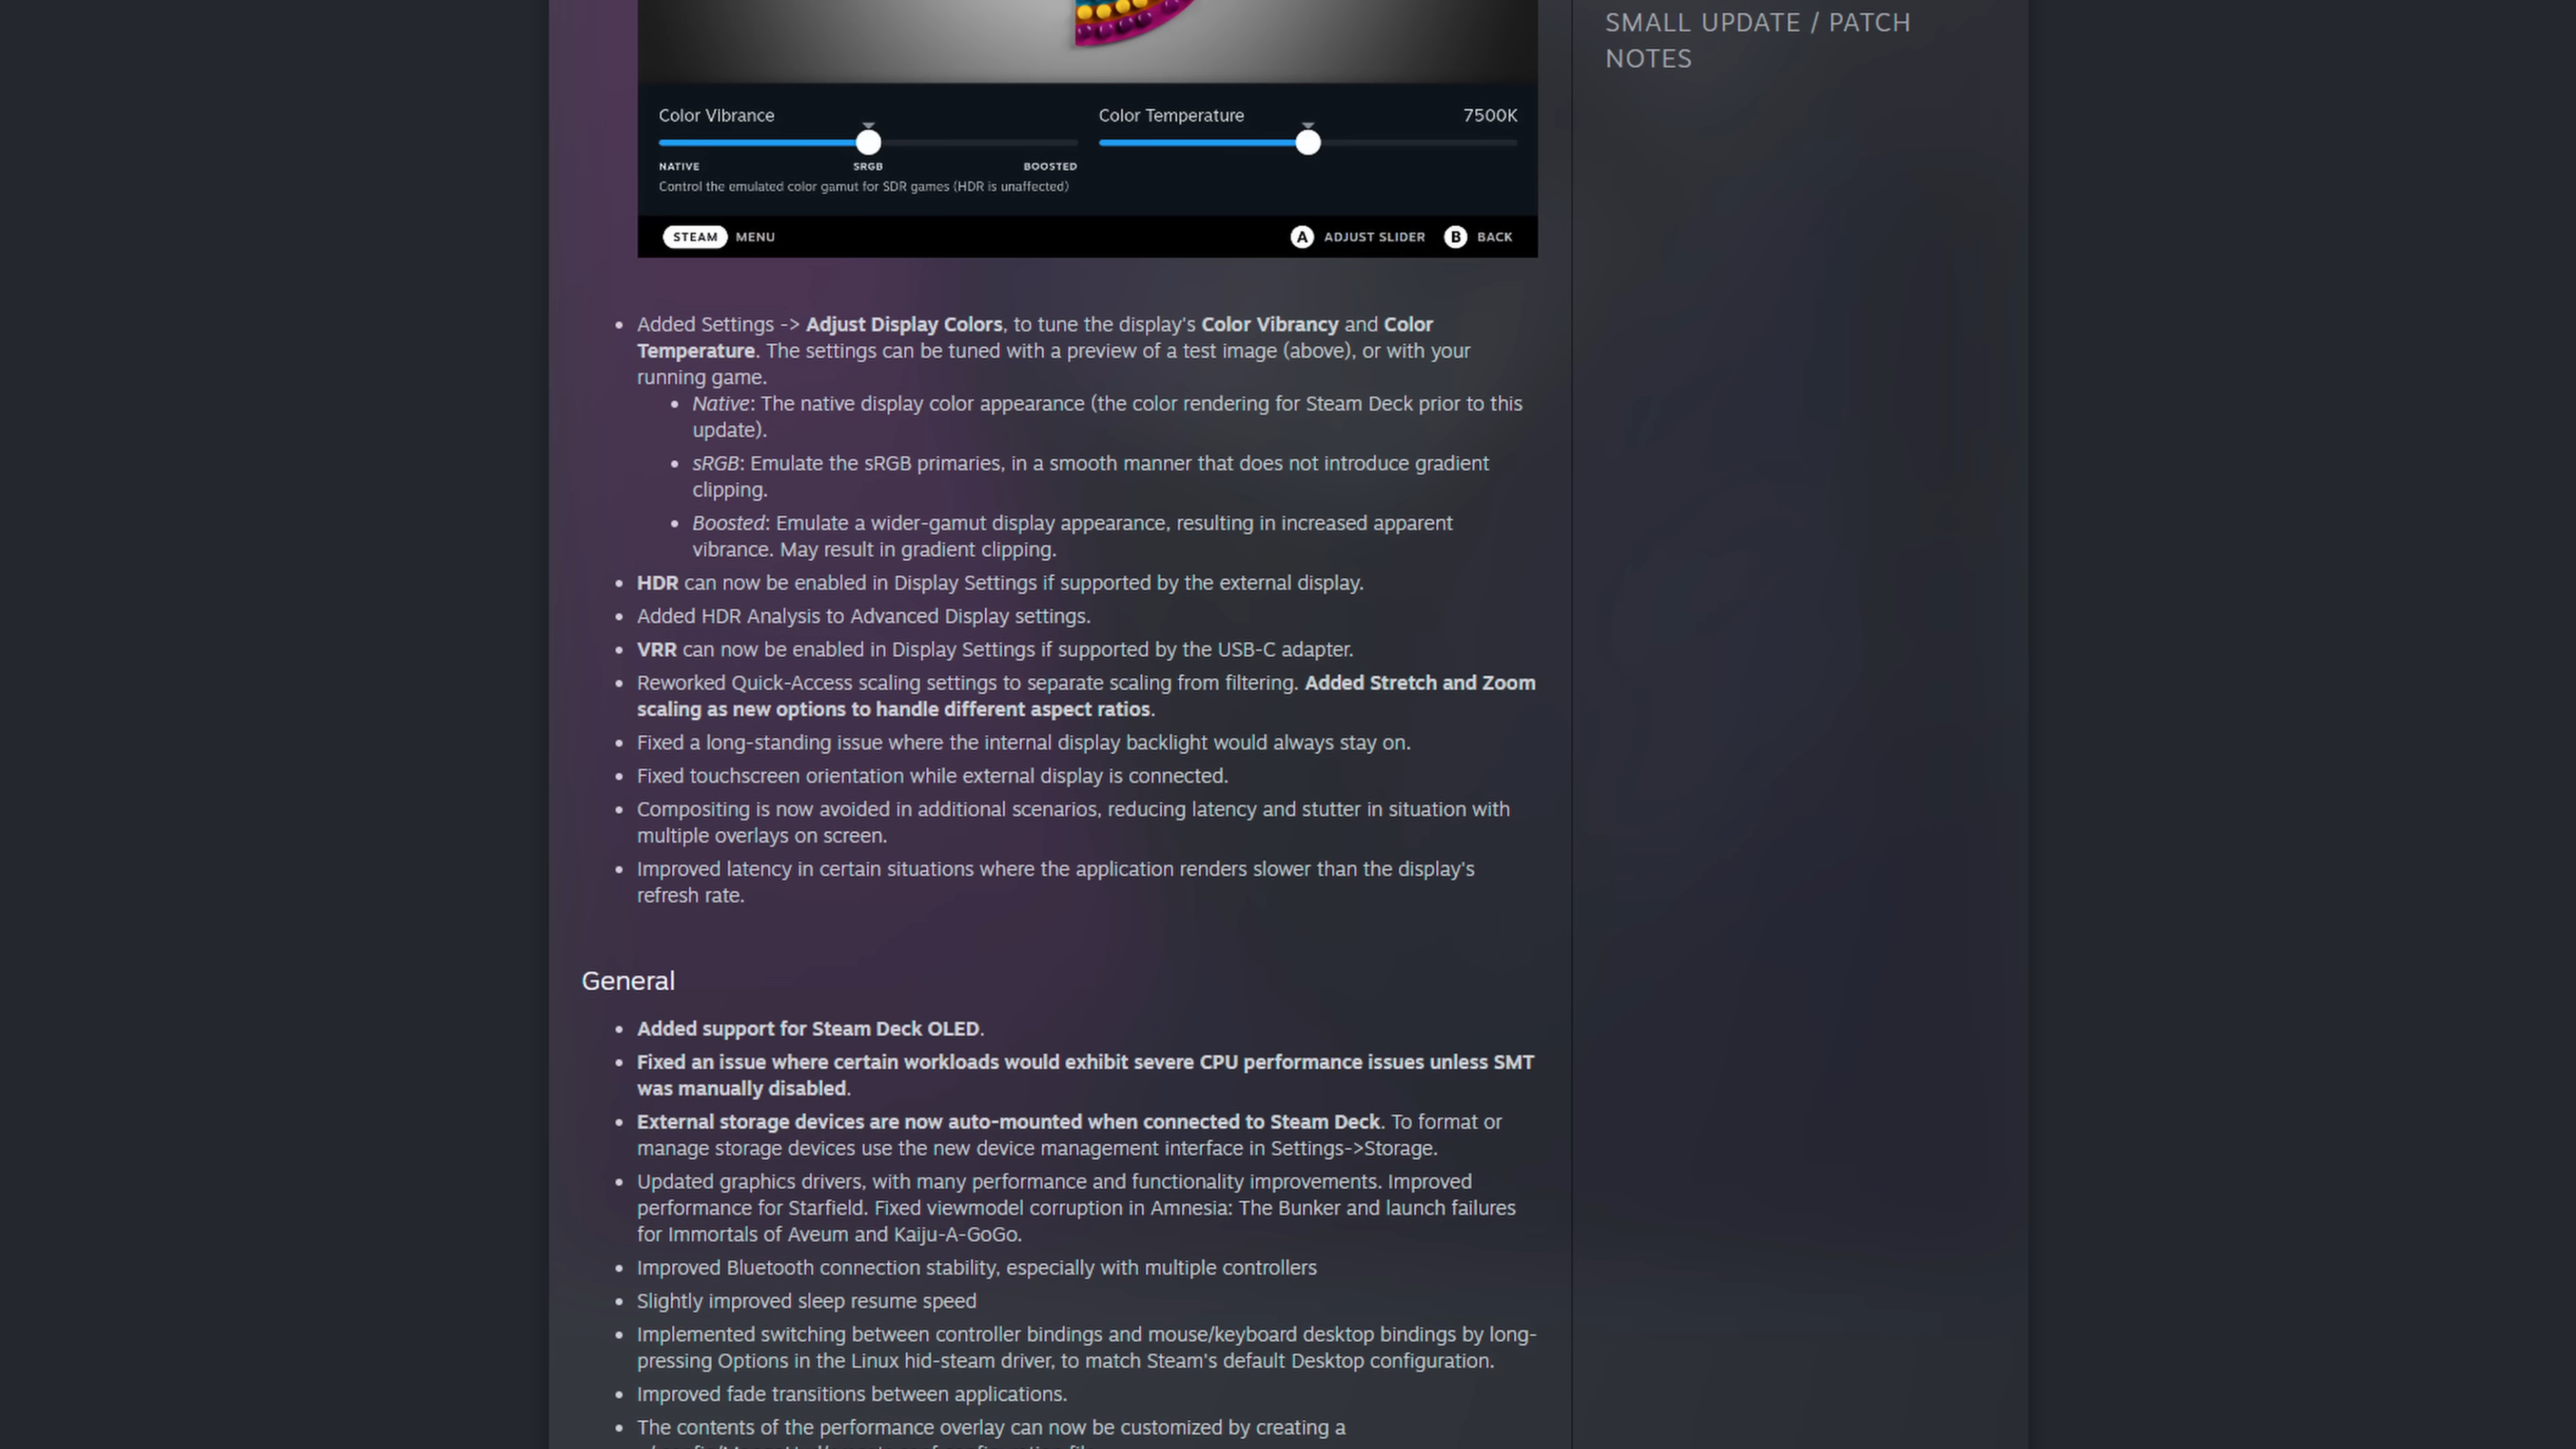 SMALL UPDATE / PATCH
NOTES
Color Vibrance
Color Temperature 7500K
NATIVE SRGB BOOSTED
Control the emulated color gamut for SDR games (HDR is unaffected)
STEAM MENU A ADJUST SLIDER B BACK
• Added Settings -> Adjust Display Colors, to tune the display's Color Vibrancy and Color
Temperature. The settings can be tuned with a preview of a test image (above), or with your
running game.
• Native: The native display color appearance (the color rendering for Steam Deck prior to this
update).
• sRGB: Emulate the sRGB primaries, in a smooth manner that does not introduce gradient
clipping.
• Boosted: Emulate a wider-gamut display appearance, resulting in increased apparent
vibrance. May result in gradient clipping.
• HDR can now be enabled in Display Settings if supported by the external display.
• Added HDR Analysis to Advanced Display settings.
• VRR can now be enabled in Display Settings if supported by the USB-C adapter.
• Reworked Quick-Access scaling settings to separate scaling from filtering. Added Stretch and Zoom
scaling as new options to handle different aspect ratios.
• Fixed a long-standing issue where the internal display backlight would always stay on.
• Fixed touchscreen orientation while external display is connected.
• Compositing is now avoided in additional scenarios, reducing latency and stutter in situation with
multiple overlays on screen.
• Improved latency in certain situations where the application renders slower than the display's
refresh rate.
General
• Added support for Steam Deck OLED.
• Fixed an issue where certain workloads would exhibit severe CPU performance issues unless SMT
was manually disabled.
• External storage devices are now auto-mounted when connected to Steam Deck. To format or
manage storage devices use the new device management interface in Settings->Storage.
• Updated graphics drivers, with many performance and functionality improvements. Improved
performance for Starfield. Fixed viewmodel corruption in Amnesia: The Bunker and launch failures
for Immortals of Aveum and Kaiju-A-GoGo.
• Improved Bluetooth connection stability, especially with multiple controllers
• Slightly improved sleep resume speed
• Implemented switching between controller bindings and mouse/keyboard desktop bindings by long-
pressing Options in the Linux hid-steam driver, to match Steam's default Desktop configuration.
• Improved fade transitions between applications.
• The contents of the performance overlay can now be customized by creating a